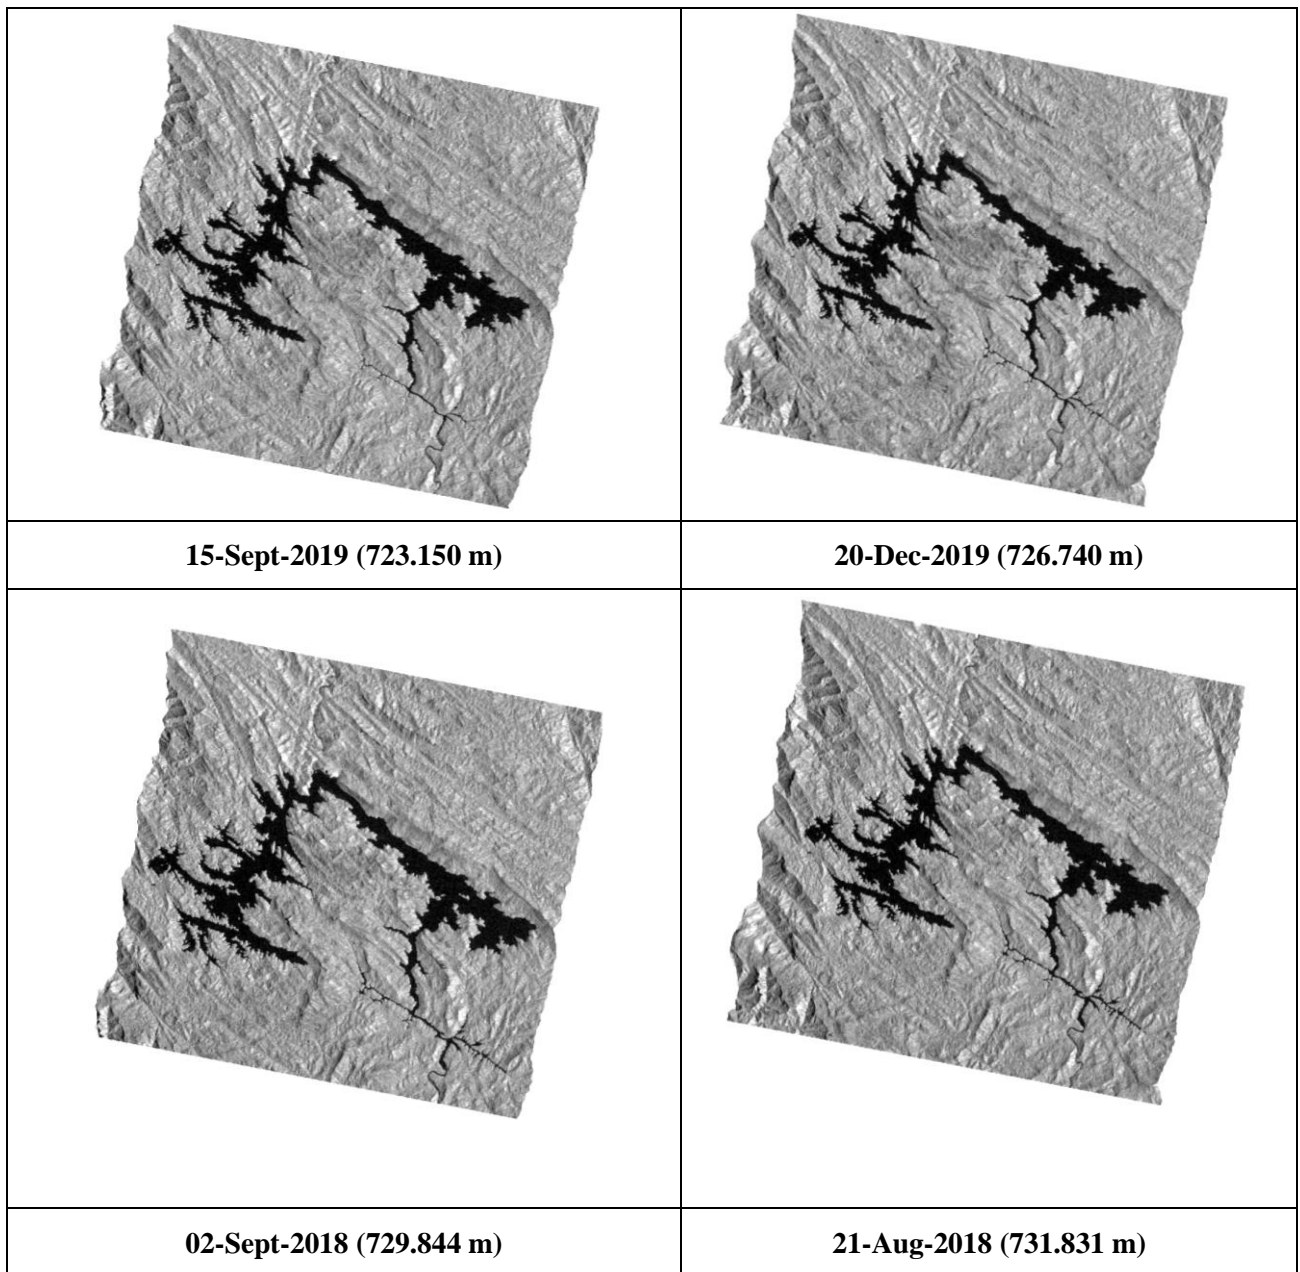 15-Sept-2019 (723.150 m)
20-Dec-2019 (726.740 m)
02-Sept-2018 (729.844 m)
21-Aug-2018 (731.831 m)